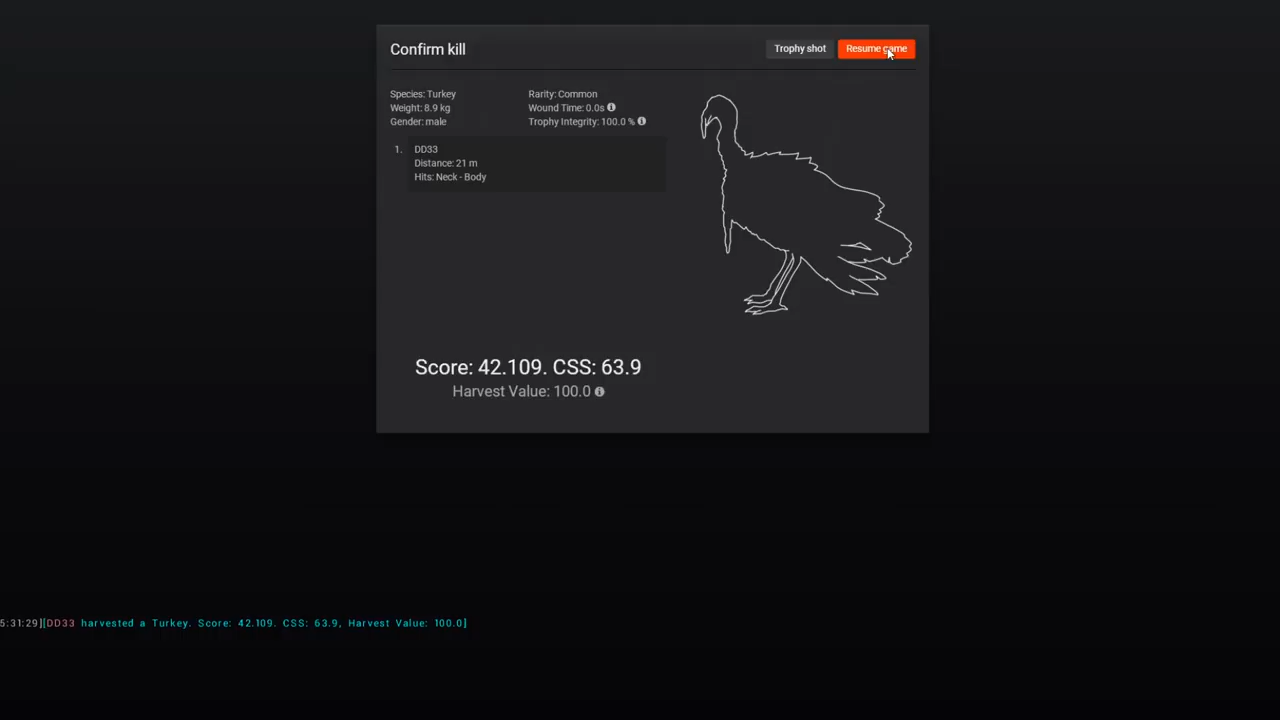 Confirm kill
Trophy shot
Resume game
Species: Turkey
Weight: 8.9 kg
Gender: male
Rarity: Common
Wound Time: 0.0s
Trophy Integrity: 100.0 %
1.
DD33
Distance: 21 m
Hits: Neck - Body
Score: 42.109. CSS: 63.9
Harvest Value: 100.0
5:31:29][DD33 harvested a Turkey. Score: 42.109. CSS: 63.9, Harvest Value: 100.0]